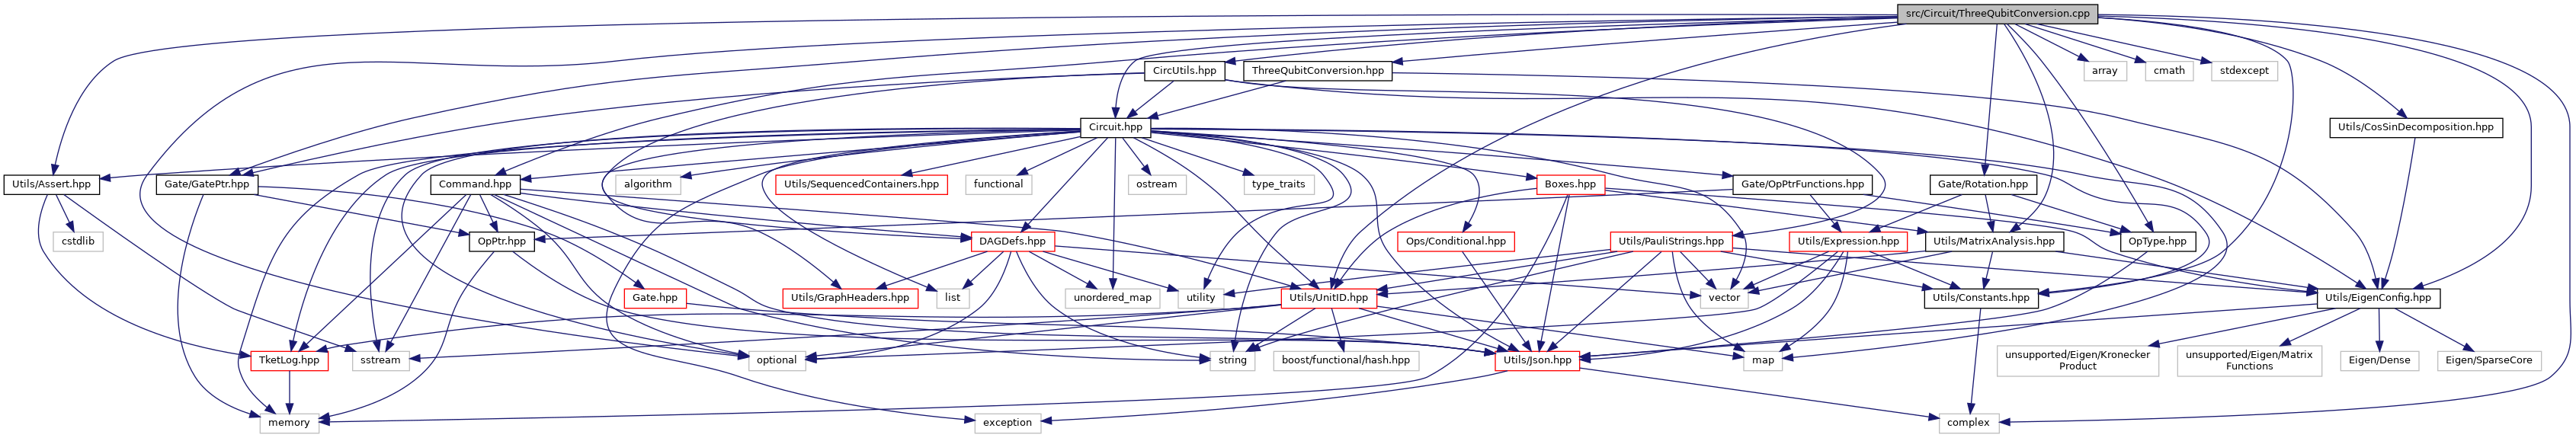 src/Circuit/ThreeQubitConversion.cpp
CircUtils.hpp
ThreeQubitConversion.hpp
array
cmath
stdexcept
Circuit.hpp
Utils/CosSinDecomposition.hpp
Utils/Assert.hpp
Gate/GatePtr.hpp
Command.hpp
algorithm
Utils/SequencedContainers.hpp
functional
ostream
type_traits
Boxes.hpp
Gate/OpPtrFunctions.hpp
Gate/Rotation.hpp
cstdlib
OpPtr.hpp
DAGDefs.hpp
Ops/Conditional.hpp
Utils/PauliStrings.hpp
Utils/Expression.hpp
Utils/MatrixAnalysis.hpp
OpType.hpp
Gate.hpp
Utils/GraphHeaders.hpp
list
unordered_map
utility
Utils/UnitID.hpp
vector
Utils/Constants.hpp
Utils/EigenConfig.hpp
TketLog.hpp
sstream
optional
string
boost/functional/hash.hpp
Utils/Json.hpp
map
unsupported/Eigen/Kronecker
Product
unsupported/Eigen/Matrix
Functions
Eigen/Dense
Eigen/SparseCore
memory
exception
complex